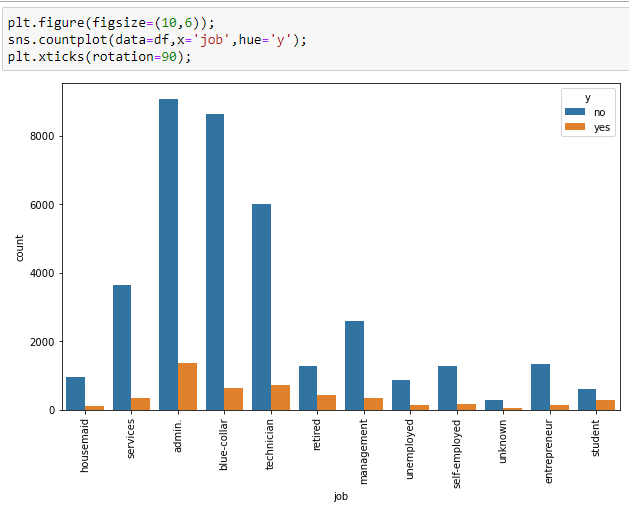 plt.figure(figsize=(10,6));
sns.countplot(data=df,x='job',hue='y');
plt.xticks(rotation=90);
y
no
yes
8000
6000
4000
2000
0
count
housemaid
services
admin.
blue-collar
technician
retired
management
unemployed
self-employed
unknown
entrepreneur
student
job